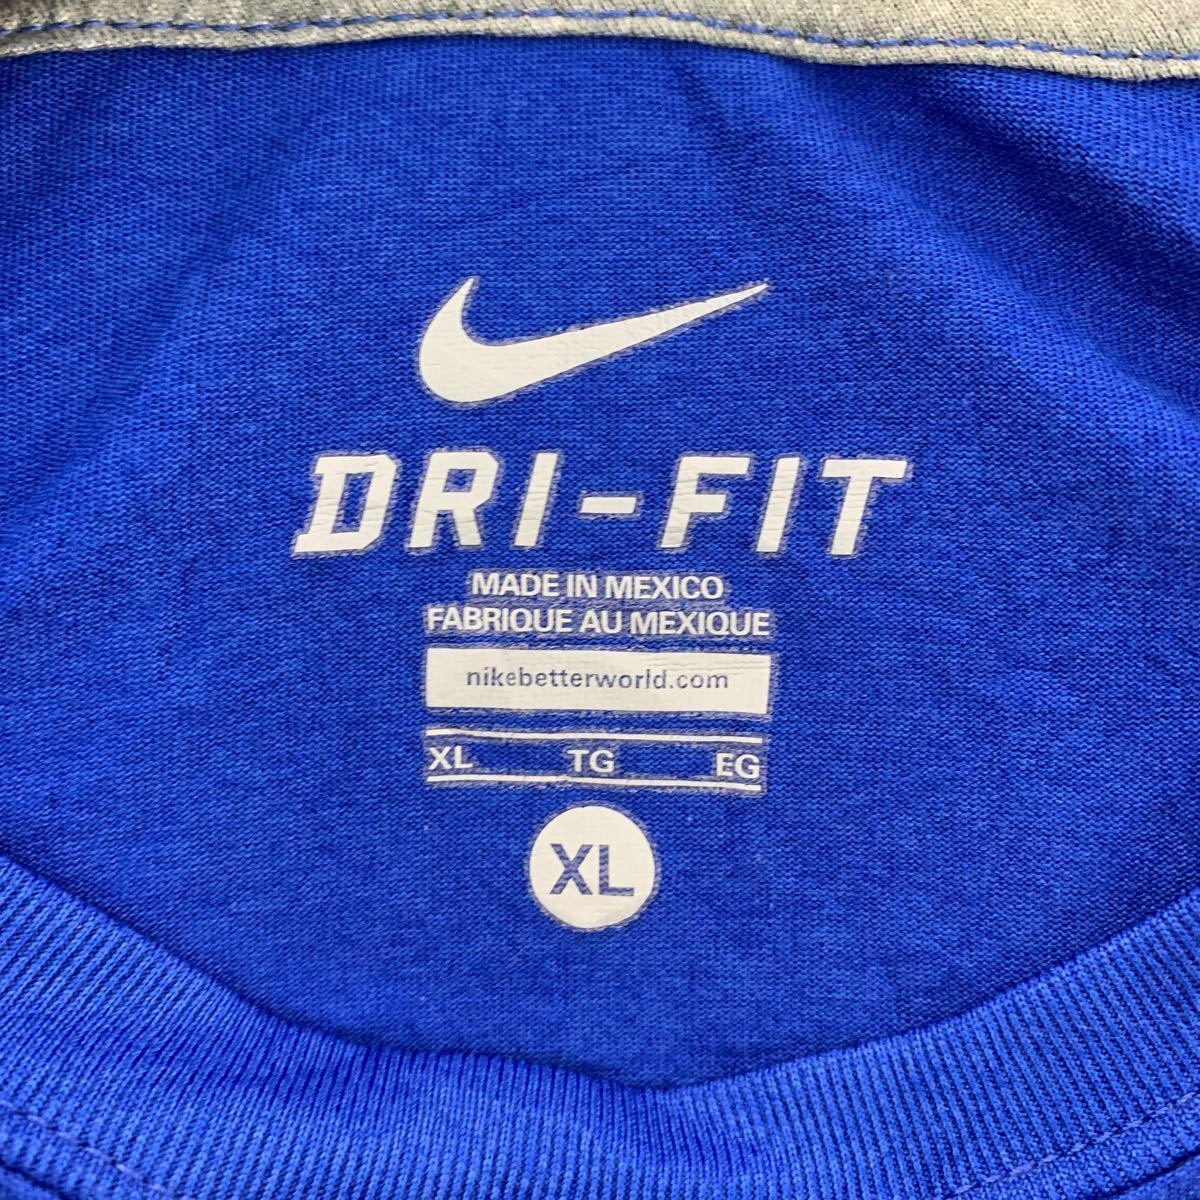 DRI-FIT
MADE IN MEXICO
FABRIQUE AU MEXIQUE
nikebetterworld.com
XL TG EG
XL